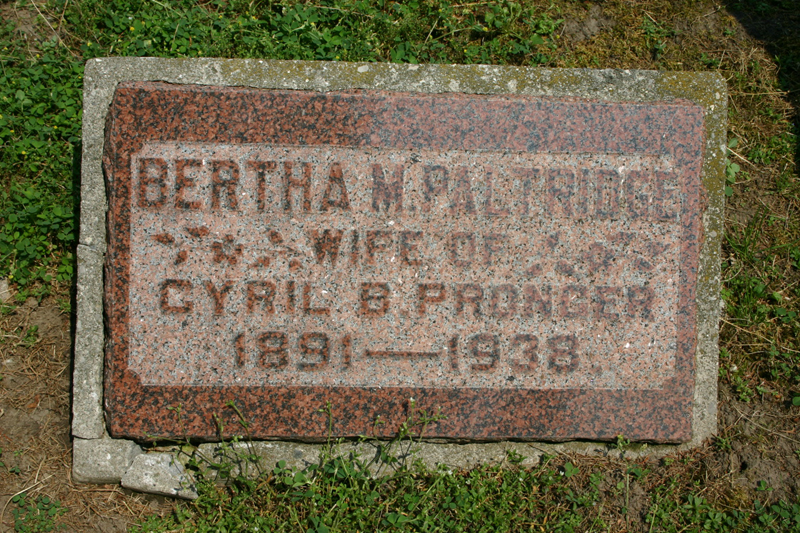 BERTHA M. PALTRIDGE
WIFE OF
CYRIL B. PRONGER
1891—1938.